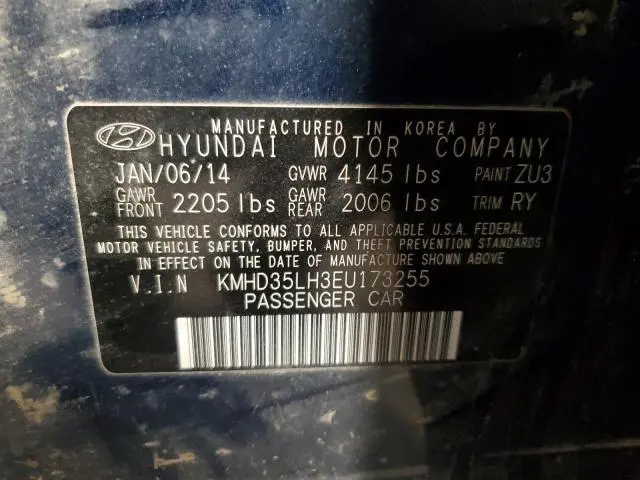 MANUFACTURED IN KOREA BY
HYUNDAI MOTOR COMPANY
JAN/06/14 GVWR 4145 lbs PAINT ZU3
GAWR FRONT 2205 lbs GAWR REAR 2006 lbs TRIM RY
THIS VEHICLE CONFORMS TO ALL APPLICABLE U.S.A. FEDERAL
MOTOR VEHICLE SAFETY, BUMPER, AND THEFT PREVENTION STANDARDS
IN EFFECT ON THE DATE OF MANUFACTURE SHOWN ABOVE.
V.I.N KMHD35LH3EU173255
PASSENGER CAR